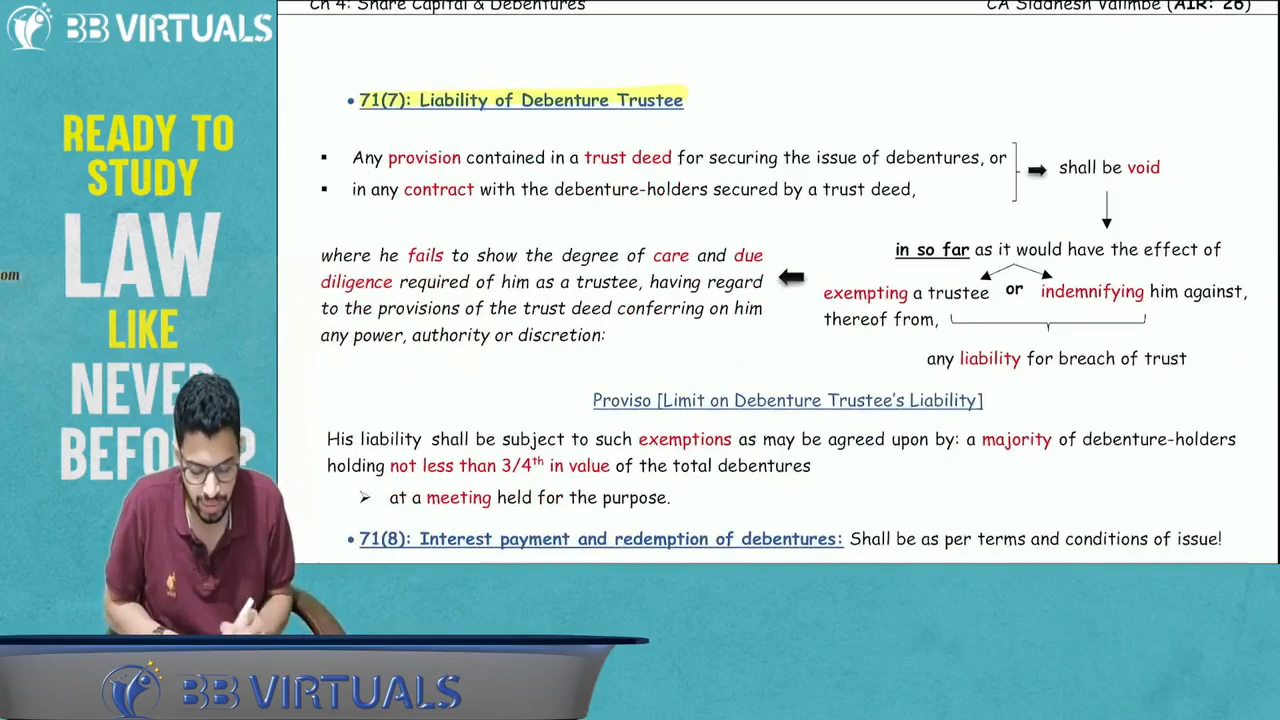 BB VIRTUALS
READY TO
STUDY
LAW
LIKE
NEVER
om
Ch 4: Share Capital & Debentures
CA Siddhesh Valimbe (AIR: 26)
• 71(7): Liability of Debenture Trustee
▪ Any provision contained in a trust deed for securing the issue of debentures, or
▪ in any contract with the debenture-holders secured by a trust deed,
shall be void
in so far as it would have the effect of
exempting a trustee or indemnifying him against,
thereof from,
any liability for breach of trust
where he fails to show the degree of care and due
diligence required of him as a trustee, having regard
to the provisions of the trust deed conferring on him
any power, authority or discretion:
Proviso [Limit on Debenture Trustee's Liability]
His liability shall be subject to such exemptions as may be agreed upon by: a majority of debenture-holders
holding not less than 3/4th in value of the total debentures
➢ at a meeting held for the purpose.
• 71(8): Interest payment and redemption of debentures: Shall be as per terms and conditions of issue!
BB VIRTUALS